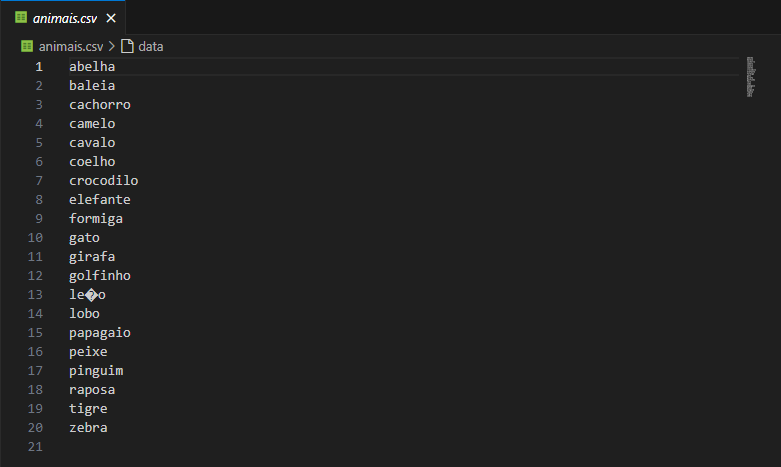 animais.csv
animais.csv > data
1 abelha
2 baleia
3 cachorro
4 camelo
5 cavalo
6 coelho
7 crocodilo
8 elefante
9 formiga
10 gato
11 girafa
12 golfinho
13 le�o
14 lobo
15 papagaio
16 peixe
17 pinguim
18 raposa
19 tigre
20 zebra
21